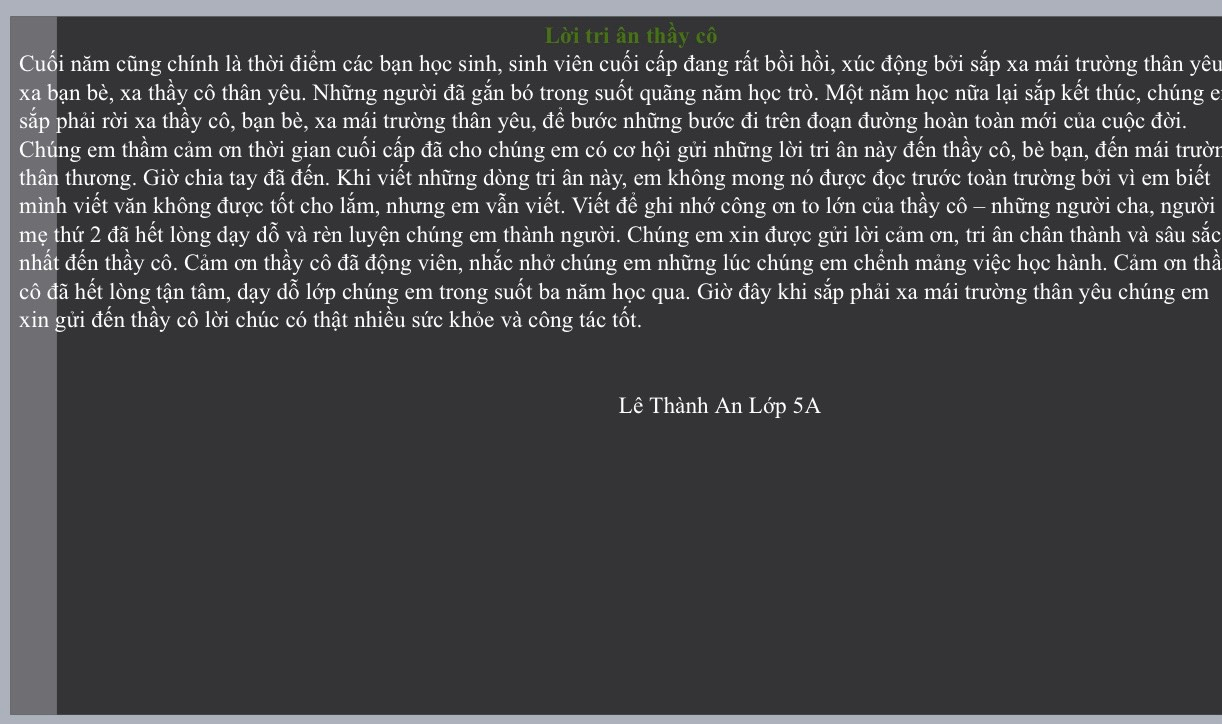 Lời tri ân thầy cô
Cuối năm cũng chính là thời điểm các bạn học sinh, sinh viên cuối cấp đang rất bồi hồi, xúc động bởi sắp xa mái trường thân yêu
xa bạn bè, xa thầy cô thân yêu. Những người đã gắn bó trong suốt quãng năm học trò. Một năm học nữa lại sắp kết thúc, chúng e
sắp phải rời xa thầy cô, bạn bè, xa mái trường thân yêu, để bước những bước đi trên đoạn đường hoàn toàn mới của cuộc đời.
Chúng em thầm cảm ơn thời gian cuối cấp đã cho chúng em có cơ hội gửi những lời tri ân này đến thầy cô, bè bạn, đến mái trườn
thân thương. Giờ chia tay đã đến. Khi viết những dòng tri ân này, em không mong nó được đọc trước toàn trường bởi vì em biết
mình viết văn không được tốt cho lắm, nhưng em vẫn viết. Viết để ghi nhớ công ơn to lớn của thầy cô – những người cha, người
mẹ thứ 2 đã hết lòng dạy dỗ và rèn luyện chúng em thành người. Chúng em xin được gửi lời cảm ơn, tri ân chân thành và sâu sắc
nhất đến thầy cô. Cảm ơn thầy cô đã động viên, nhắc nhở chúng em những lúc chúng em chểnh mảng việc học hành. Cảm ơn thầ
cô đã hết lòng tận tâm, dạy dỗ lớp chúng em trong suốt ba năm học qua. Giờ đây khi sắp phải xa mái trường thân yêu chúng em
xin gửi đến thầy cô lời chúc có thật nhiều sức khỏe và công tác tốt.
Lê Thành An Lớp 5A